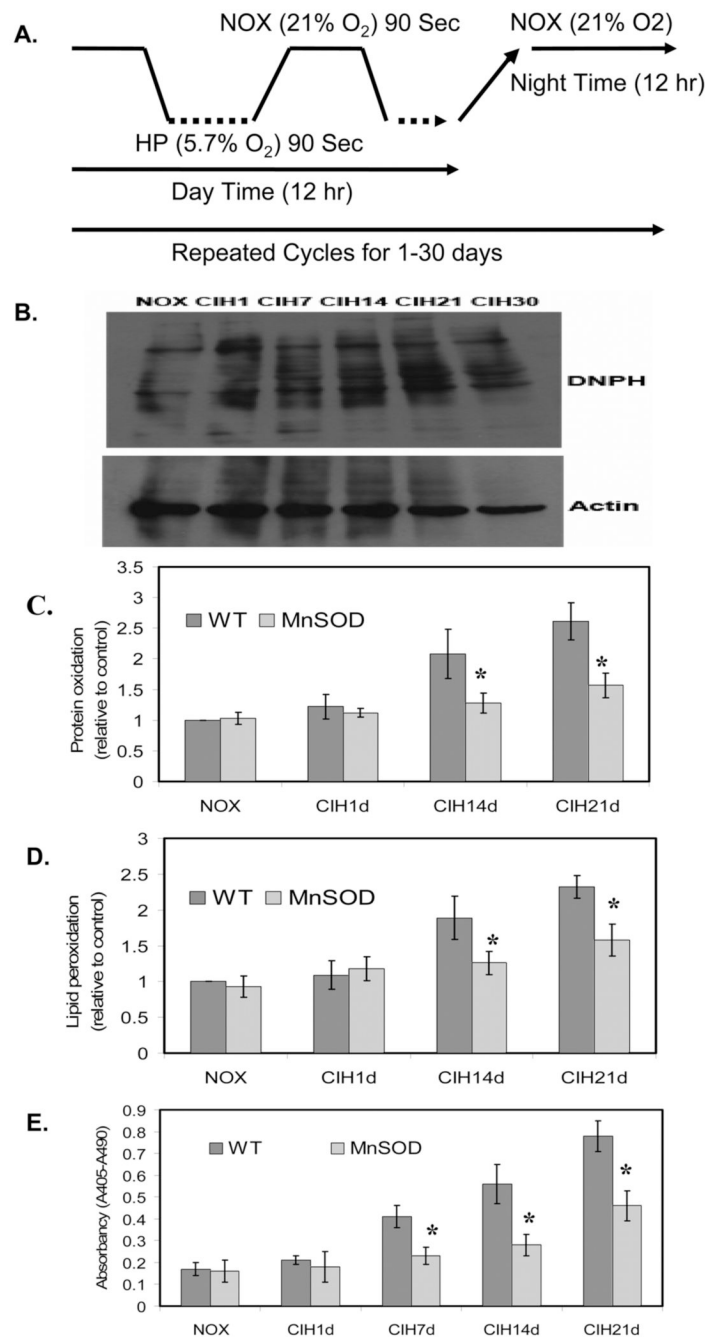 A.
NOX (21% O₂) 90 Sec
NOX (21% O2)
Night Time (12 hr)
HP (5.7% O₂) 90 Sec
Day Time (12 hr)
Repeated Cycles for 1-30 days
B.
NOX CIH1 CIH7 CIH14 CIH21 CIH30
DNPH
Actin
C.
Protein oxidation
(relative to control)
3.5
3
2.5
2
1.5
1
0.5
0
WT MnSOD
*
*
NOX CIH1d CIH14d CIH21d
D.
Lipid peroxidation
(relative to control)
3
2.5
2
1.5
1
0.5
0
WT MnSOD
*
*
NOX CIH1d CIH14d CIH21d
E.
Absorbancy (A405-A490)
0.9
0.8
0.7
0.6
0.5
0.4
0.3
0.2
0.1
0
WT MnSOD
*
*
*
NOX CIH1d CIH7d CIH14d CIH21d